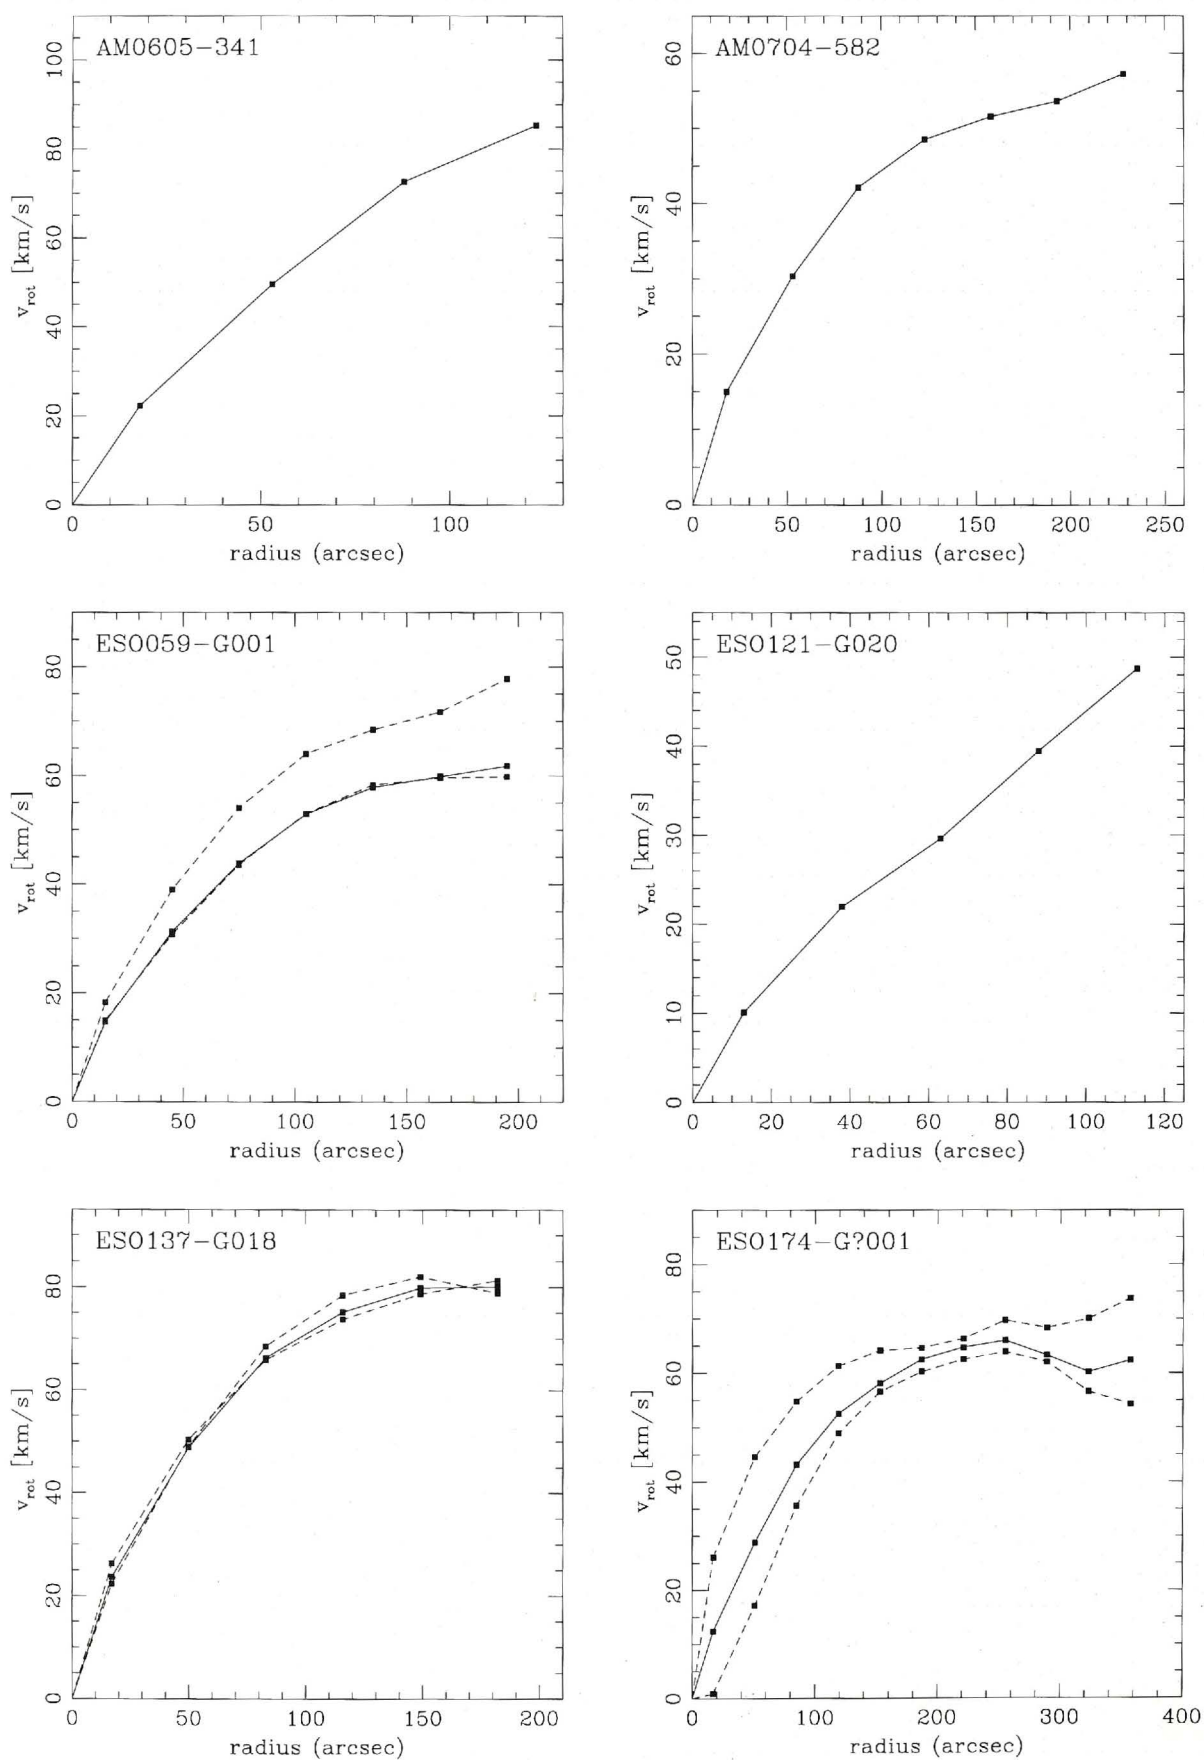 AM0605-341
100
80
60
40
20
0
v_rot [km/s]
0 50 100
radius (arcsec)
AM0704-582
60
40
20
0
v_rot [km/s]
0 50 100 150 200 250
radius (arcsec)
ESO059-G001
80
60
40
20
0
v_rot [km/s]
0 50 100 150 200
radius (arcsec)
ESO121-G020
50
40
30
20
10
0
v_rot [km/s]
0 20 40 60 80 100 120
radius (arcsec)
ESO137-G018
80
60
40
20
0
v_rot [km/s]
0 50 100 150 200
radius (arcsec)
ESO174-G?001
80
60
40
20
0
v_rot [km/s]
0 100 200 300 400
radius (arcsec)